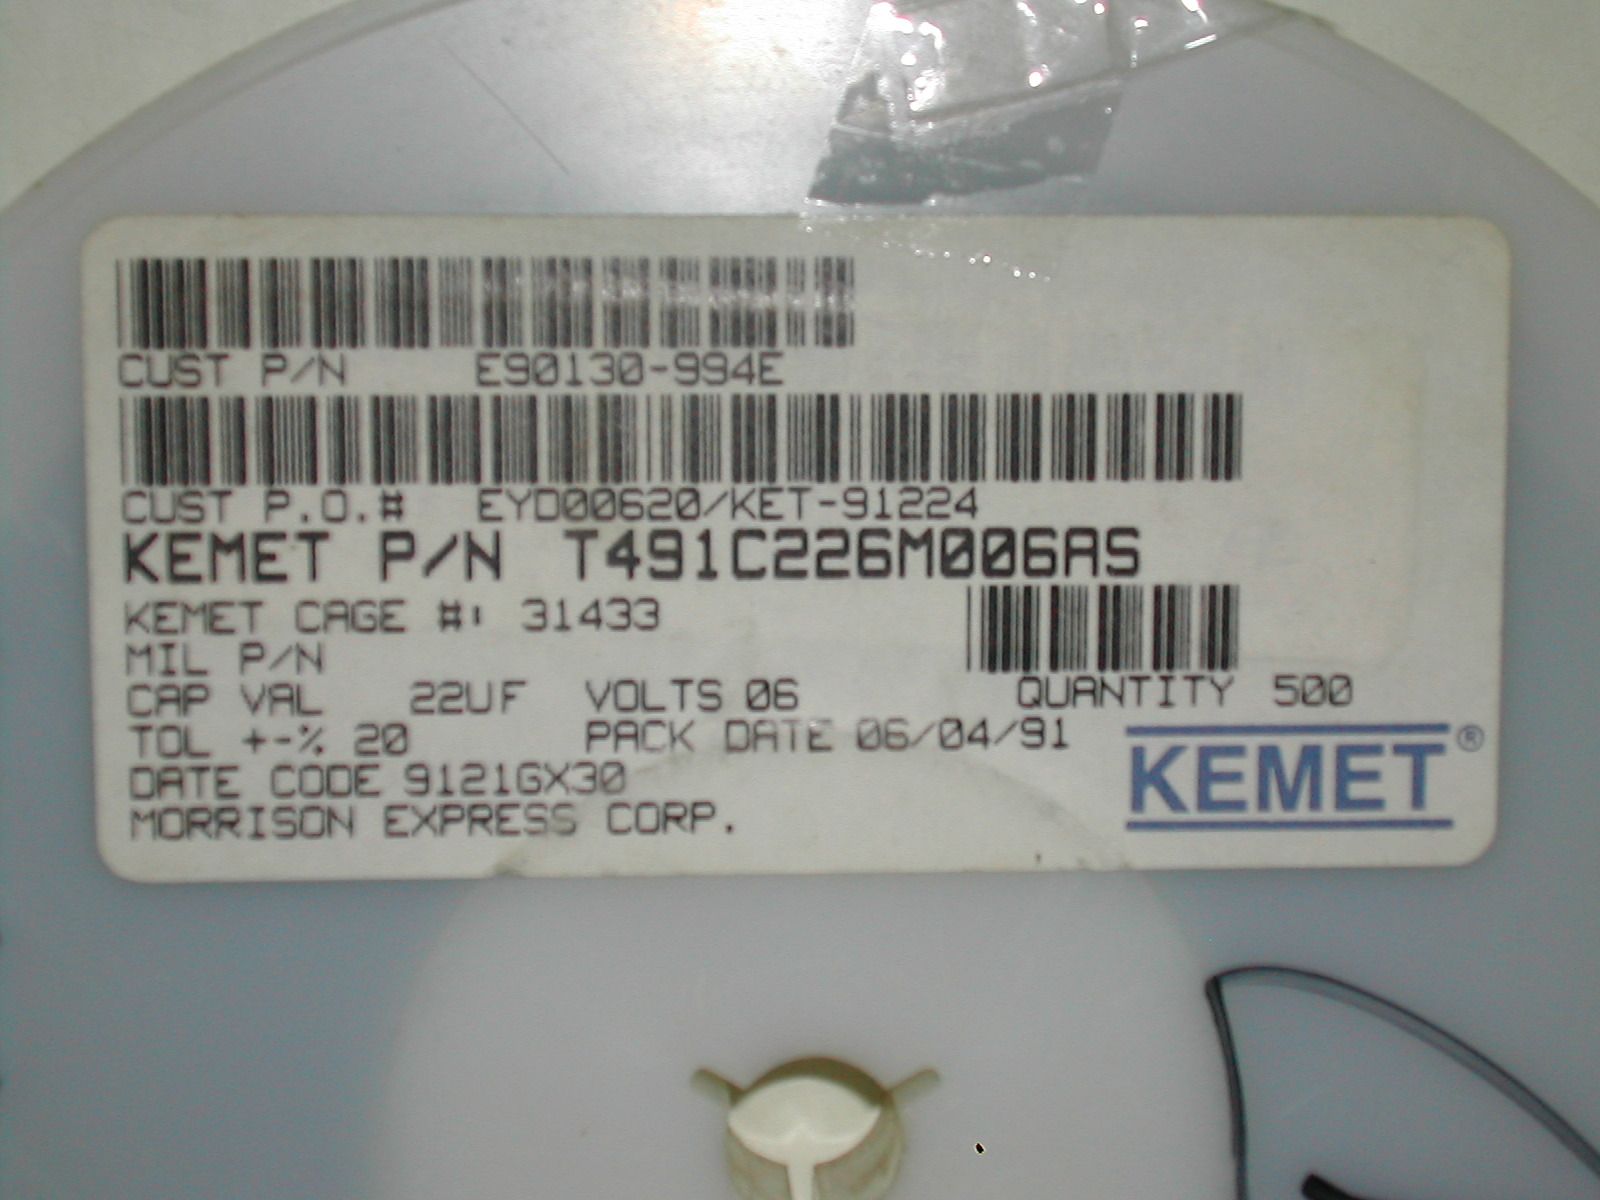 CUST P/N E90130-994E
CUST P.O.# EYD00620/KET-91224
KEMET P/N T491C226M006AS
KEMET CAGE #: 31433
MIL P/N
CAP VAL 22UF VOLTS 06 QUANTITY 500
TOL +-% 20 PACK DATE 06/04/91
DATE CODE 9121GX30
MORRISON EXPRESS CORP.
KEMET®